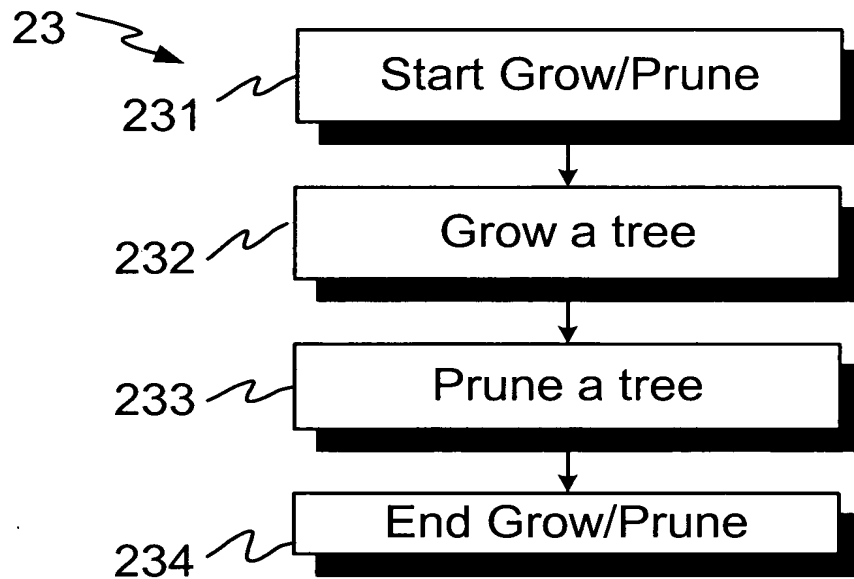 23
Start Grow/Prune
231
Grow a tree
232
Prune a tree
233
End Grow/Prune
234